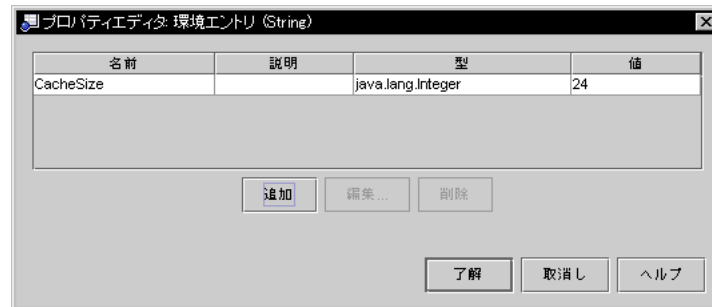 プロパティエディタ: 環境エントリ (String)
名前 説明 型 値
CacheSize java.lang.Integer 24
追加 編集... 削除
了解 取消し ヘルプ